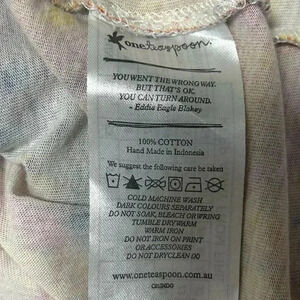 oneteaspoon.
YOU WENT THE WRONG WAY.
BUT THAT'S OK.
YOU CAN TURN AROUND.
- Eddie Eagle Blakey
100% COTTON
Hand Made in Indonesia
We suggest the following care be taken
COLD MACHINE WASH
DARK COLOURS SEPARATELY
DO NOT SOAK, BLEACH OR WRING
TUMBLE DRY WARM
WARM IRON
DO NOT IRON ON PRINT
OR ACCESSORIES
DO NOT DRYCLEAN (X)
www.oneteaspoon.com.au